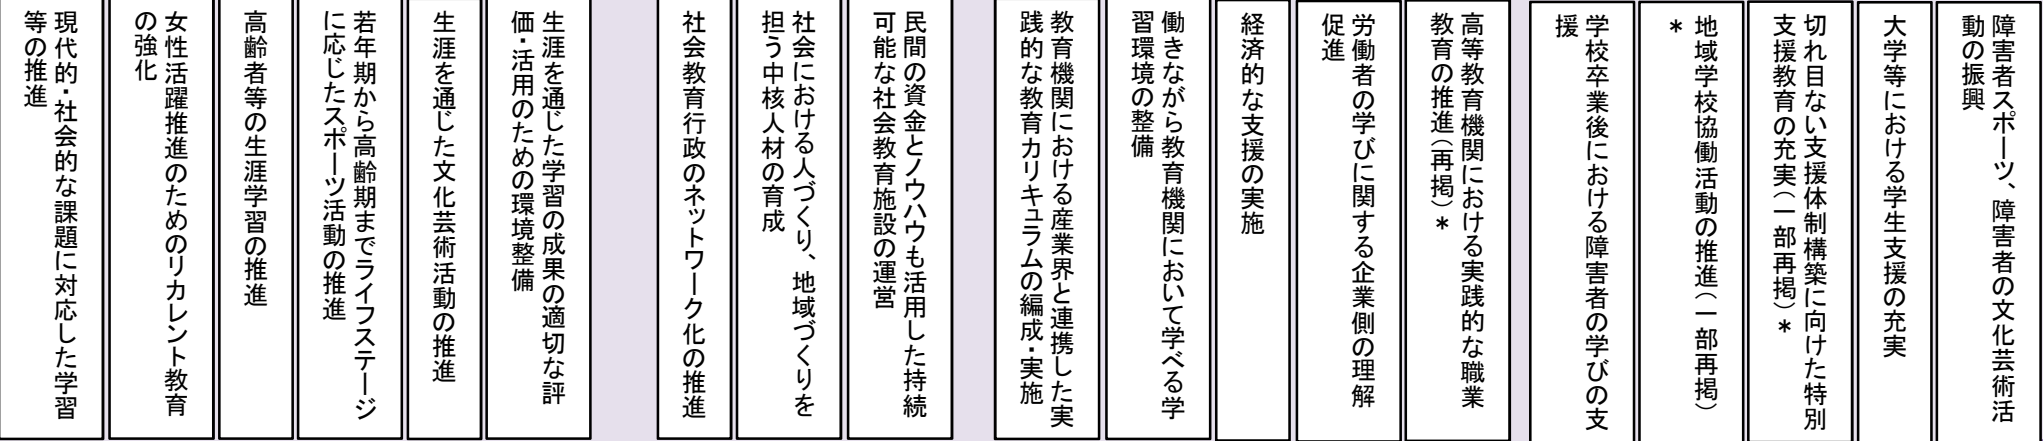 現代的・社会的な課題に対応した学習
等の推進
女性活躍推進のためのリカレント教育
の強化
高齢者等の生涯学習の推進
若年期から高齢期までライフステージ
に応じたスポーツ活動の推進
生涯を通じた文化芸術活動の推進
生涯を通じた学習の成果の適切な評
価・活用のための環境整備
社会教育行政のネットワーク化の推進
社会における人づくり、地域づくりを
担う中核人材の育成
民間の資金とノウハウも活用した持続
可能な社会教育施設の運営
教育機関における産業界と連携した実
践的な教育カリキュラムの編成・実施
働きながら教育機関において学べる学
習環境の整備
経済的な支援の実施
労働者の学びに関する企業側の理解
促進
高等教育機関における実践的な職業
教育の推進（再掲）＊
学校卒業後における障害者の学びの支
援
地域学校協働活動の推進（一部再掲）
＊
切れ目ない支援体制構築に向けた特別
支援教育の充実（一部再掲）＊
大学等における学生支援の充実
障害者スポーツ、障害者の文化芸術活
動の振興